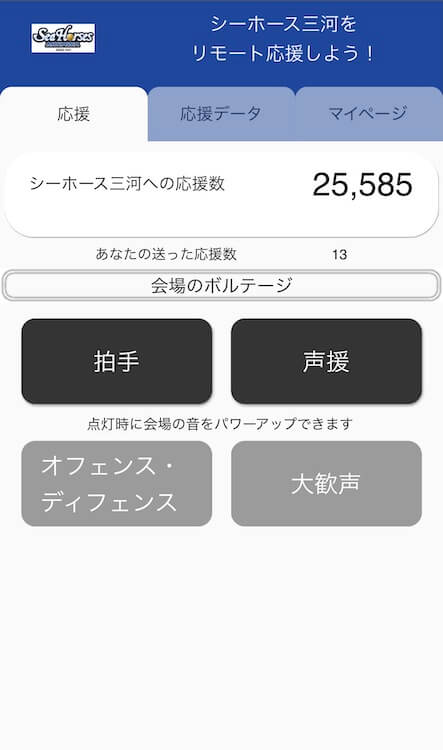 SeaHorses
シーホース三河を
リモート応援しよう！
応援
応援データ
マイページ
シーホース三河への応援数
25,585
あなたの送った応援数
13
会場のボルテージ
拍手
声援
点灯時に会場の音をパワーアップできます
オフェンス・
ディフェンス
大歓声